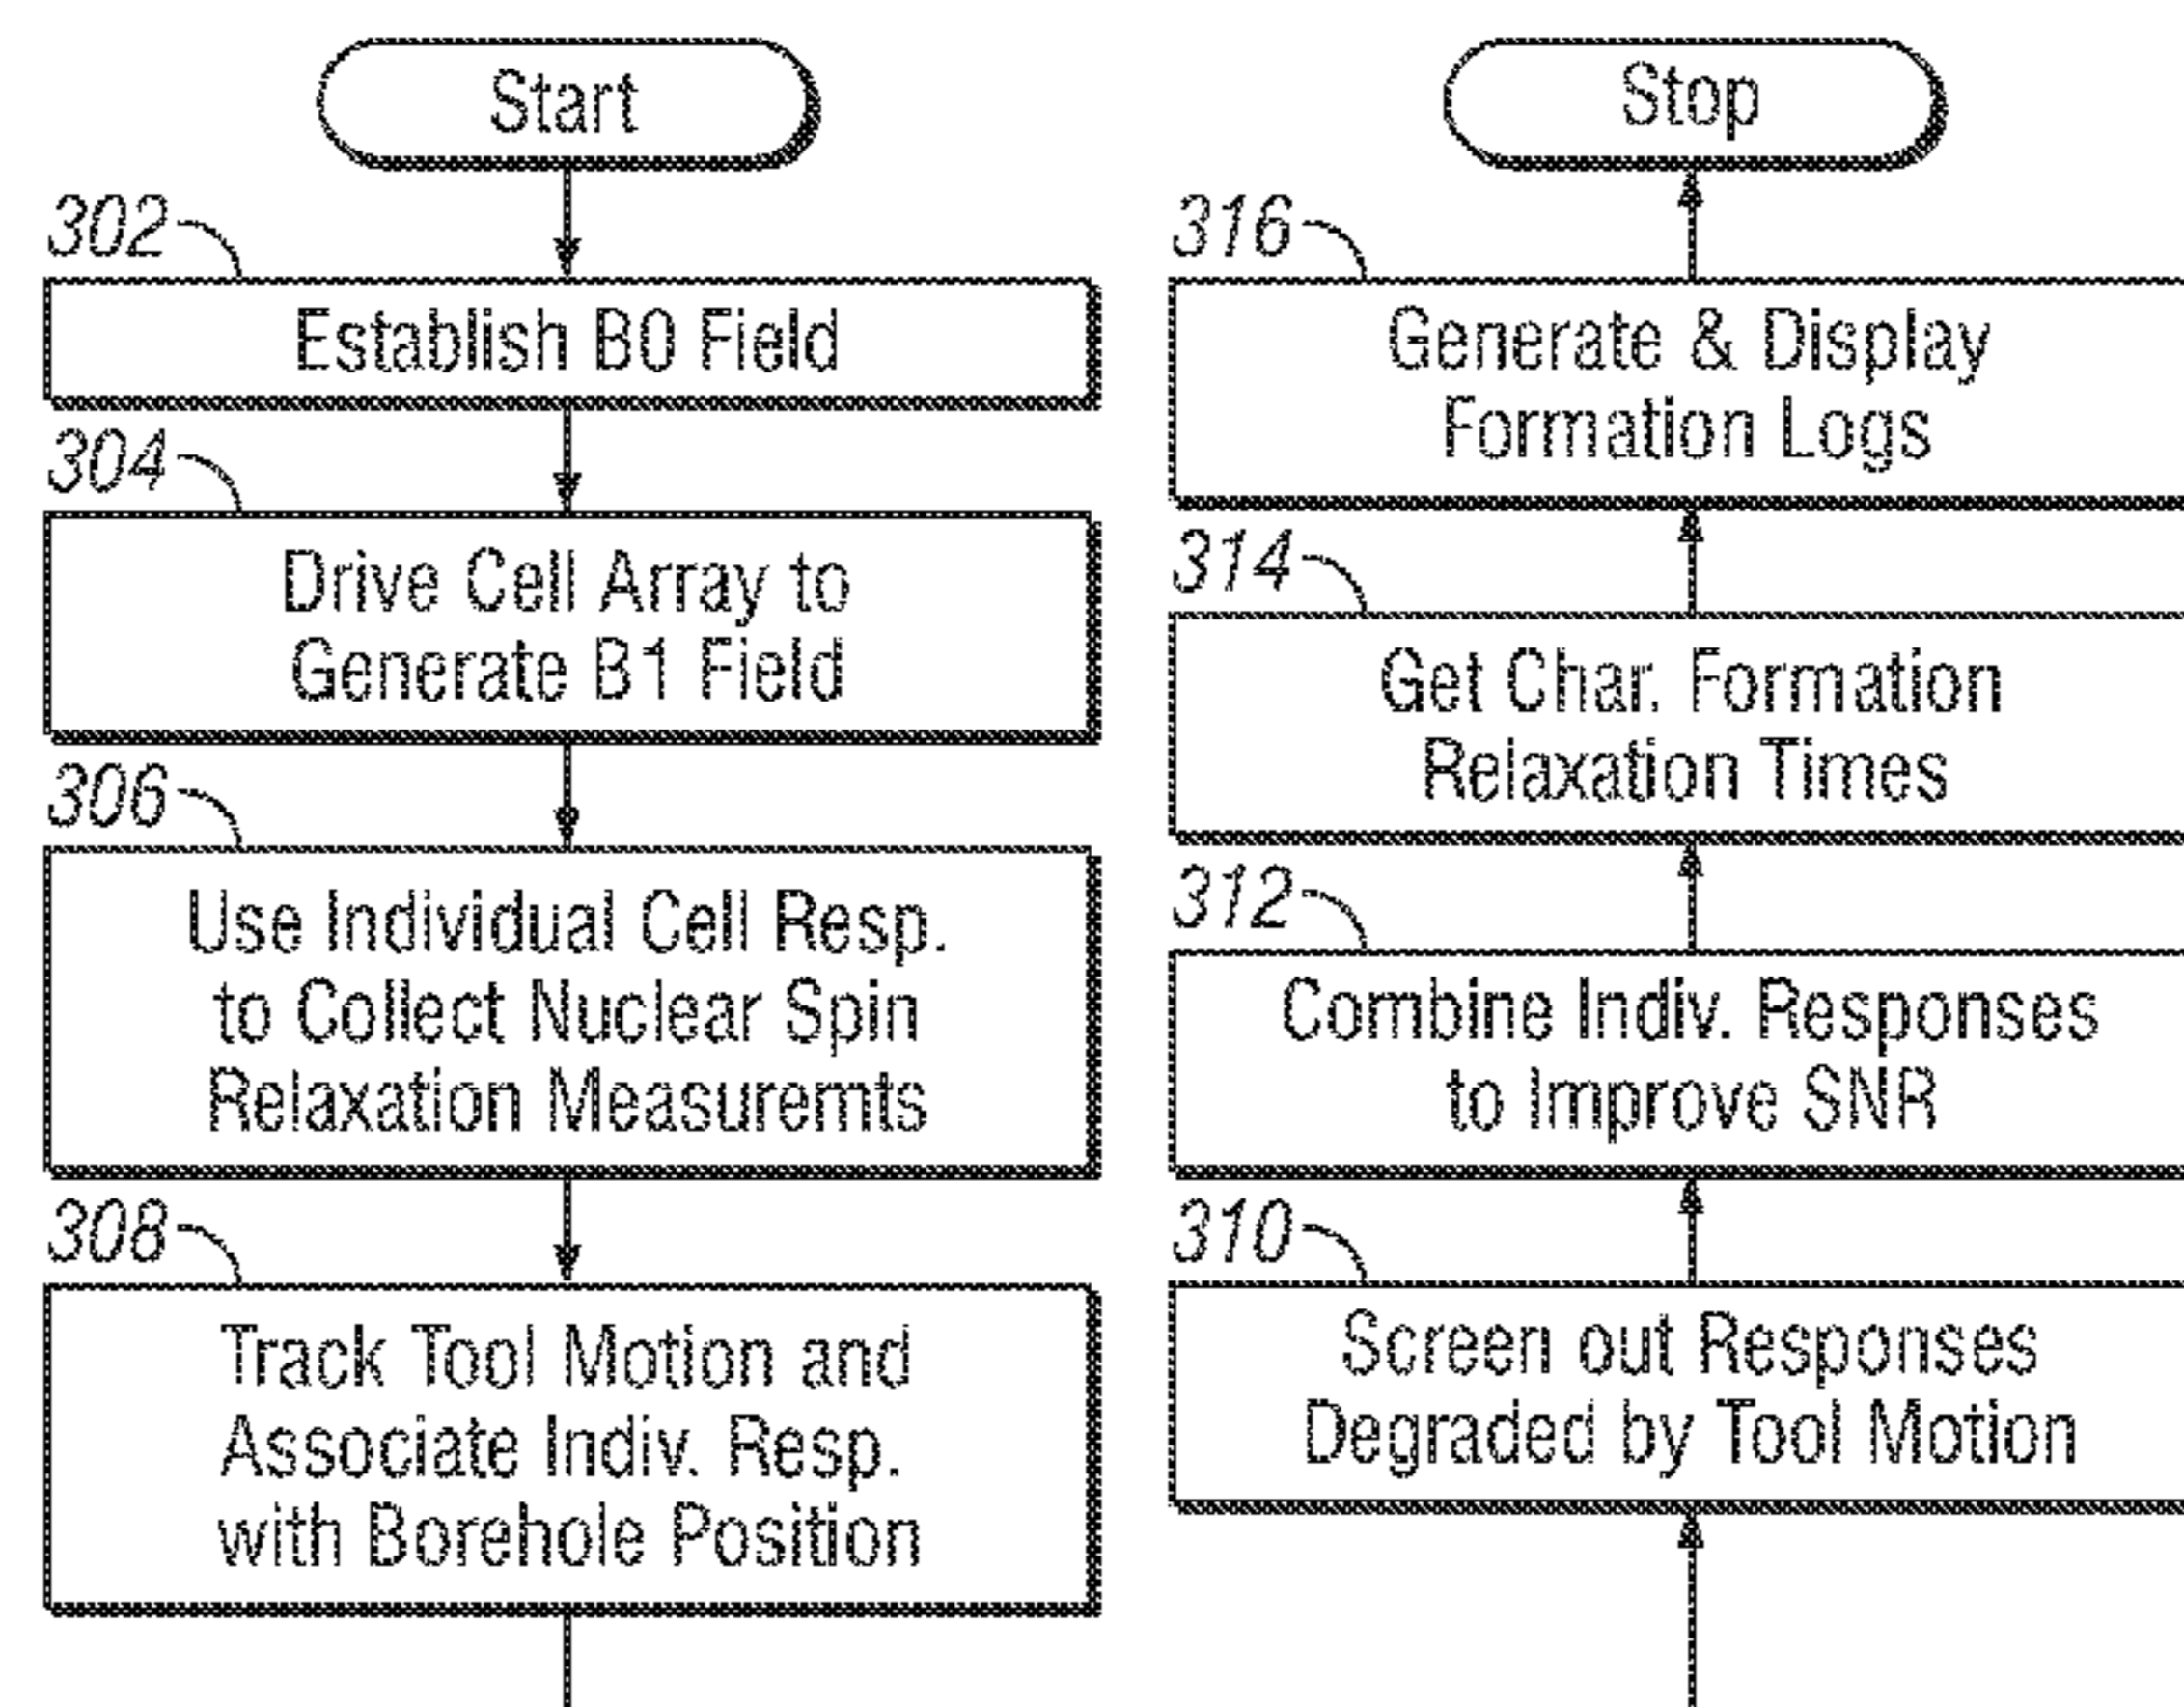 Start
302
Establish B0 Field
304
Drive Cell Array to
Generate B1 Field
306
Use Individual Cell Resp.
to Collect Nuclear Spin
Relaxation Measuremts
308
Track Tool Motion and
Associate Indiv. Resp.
with Borehole Position
Stop
316
Generate & Display
Formation Logs
314
Get Char. Formation
Relaxation Times
312
Combine Indiv. Responses
to Improve SNR
310
Screen out Responses
Degraded by Tool Motion